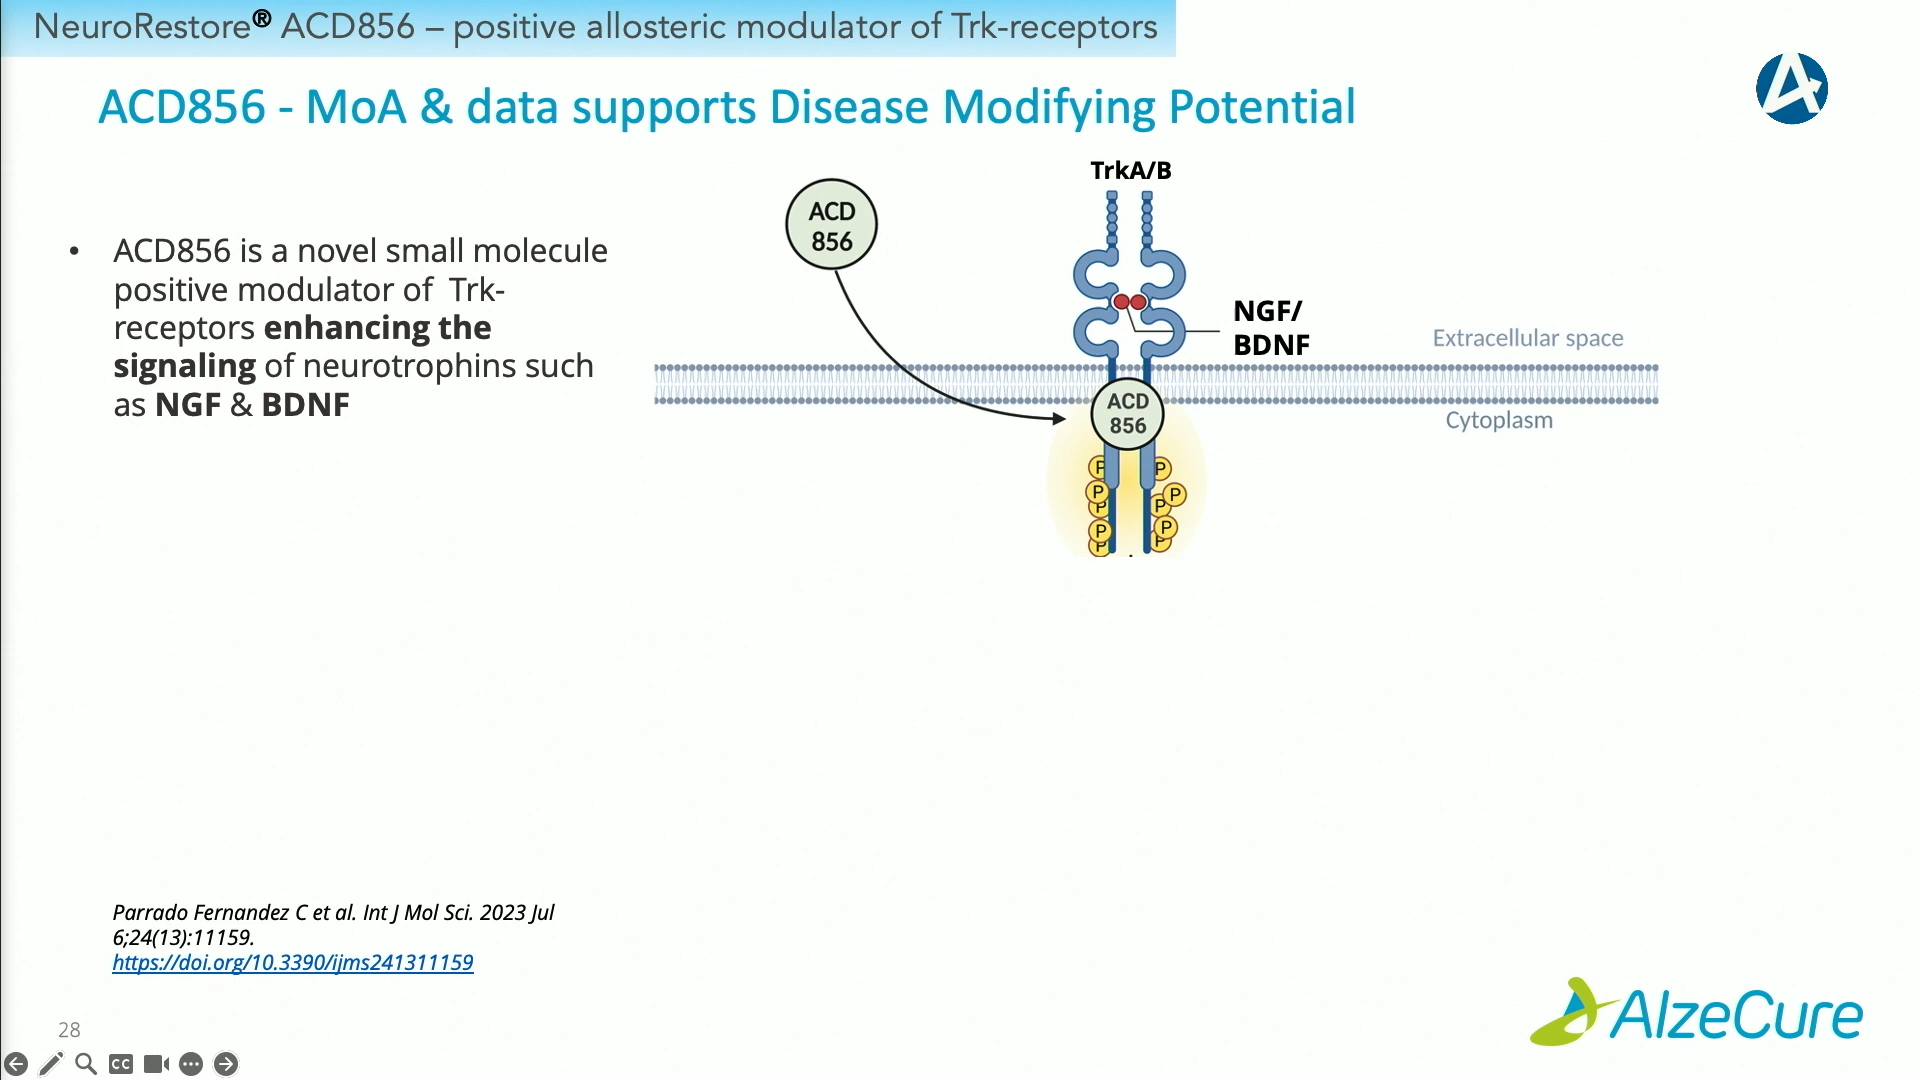 NeuroRestore® ACD856 – positive allosteric modulator of Trk-receptors
ACD856 - MoA & data supports Disease Modifying Potential
• ACD856 is a novel small molecule
positive modulator of Trk-
receptors enhancing the
signaling of neurotrophins such
as NGF & BDNF
ACD
856
TrkA/B
NGF/
BDNF
Extracellular space
Cytoplasm
ACD
856
P P
P P
P P
P P
P P
Parrado Fernandez C et al. Int J Mol Sci. 2023 Jul
6;24(13):11159.
https://doi.org/10.3390/ijms241311159
28
CC
AlzeCure